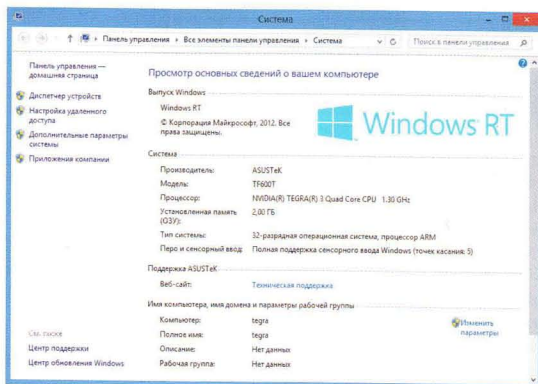 Система
Панель управления ▸ Все элементы панели управления ▸ Система
Поиск в панели управления
Панель управления —
домашняя страница
Диспетчер устройств
Настройка удаленного
доступа
Дополнительные параметры
системы
Приложения компании
Просмотр основных сведений о вашем компьютере
Выпуск Windows
Windows RT
© Корпорация Майкрософт, 2012. Все
права защищены.
Windows RT
Система
Производитель: ASUSTeK
Модель: TF600T
Процессор: NVIDIA(R) TEGRA(R) 3 Quad Core CPU 1.30 GHz
Установленная память
(ОЗУ): 2,00 ГБ
Тип системы: 32-разрядная операционная система, процессор ARM
Перо и сенсорный ввод: Полная поддержка сенсорного ввода Windows (точек касания: 5)
Поддержка ASUSTeK
Веб-сайт: Техническая поддержка
Имя компьютера, имя домена и параметры рабочей группы
Компьютер: tegra
Изменить
параметры
Полное имя: tegra
Описание: Нет данных
Рабочая группа: Нет данных
См. также
Центр поддержки
Центр обновления Windows